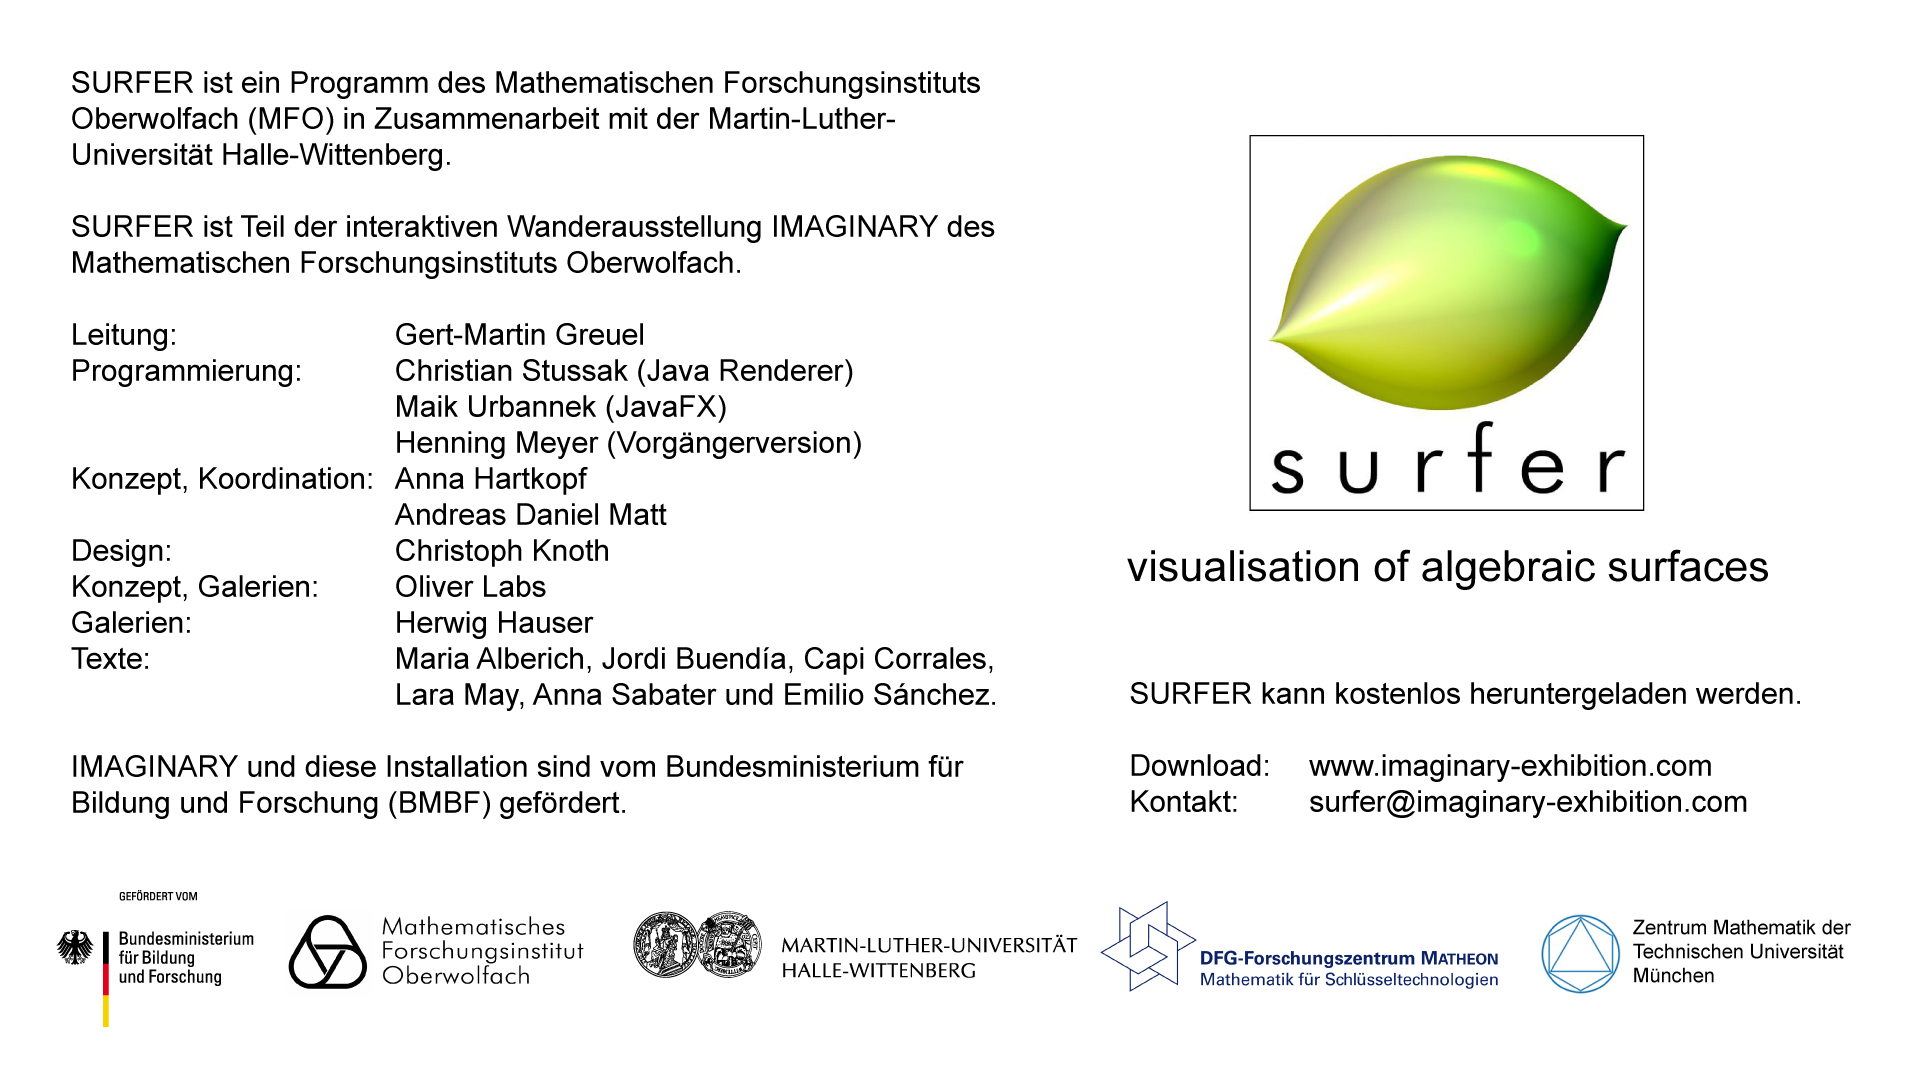 SURFER ist ein Programm des Mathematischen Forschungsinstituts
Oberwolfach (MFO) in Zusammenarbeit mit der Martin-Luther-
Universität Halle-Wittenberg.
SURFER ist Teil der interaktiven Wanderausstellung IMAGINARY des
Mathematischen Forschungsinstituts Oberwolfach.
Leitung: Gert-Martin Greuel
Programmierung: Christian Stussak (Java Renderer)
Maik Urbannek (JavaFX)
Henning Meyer (Vorgängerversion)
Konzept, Koordination: Anna Hartkopf
Andreas Daniel Matt
Design: Christoph Knoth
Konzept, Galerien: Oliver Labs
Galerien: Herwig Hauser
Texte: Maria Alberich, Jordi Buendía, Capi Corrales,
Lara May, Anna Sabater und Emilio Sánchez.
IMAGINARY und diese Installation sind vom Bundesministerium für
Bildung und Forschung (BMBF) gefördert.
surfer
visualisation of algebraic surfaces
SURFER kann kostenlos heruntergeladen werden.
Download: www.imaginary-exhibition.com
Kontakt: surfer@imaginary-exhibition.com
GEFÖRDERT VOM
Bundesministerium
für Bildung
und Forschung
Mathematisches
Forschungsinstitut
Oberwolfach
MARTIN-LUTHER-UNIVERSITÄT
HALLE-WITTENBERG
DFG-Forschungszentrum MATHEON
Mathematik für Schlüsseltechnologien
Zentrum Mathematik der
Technischen Universität
München